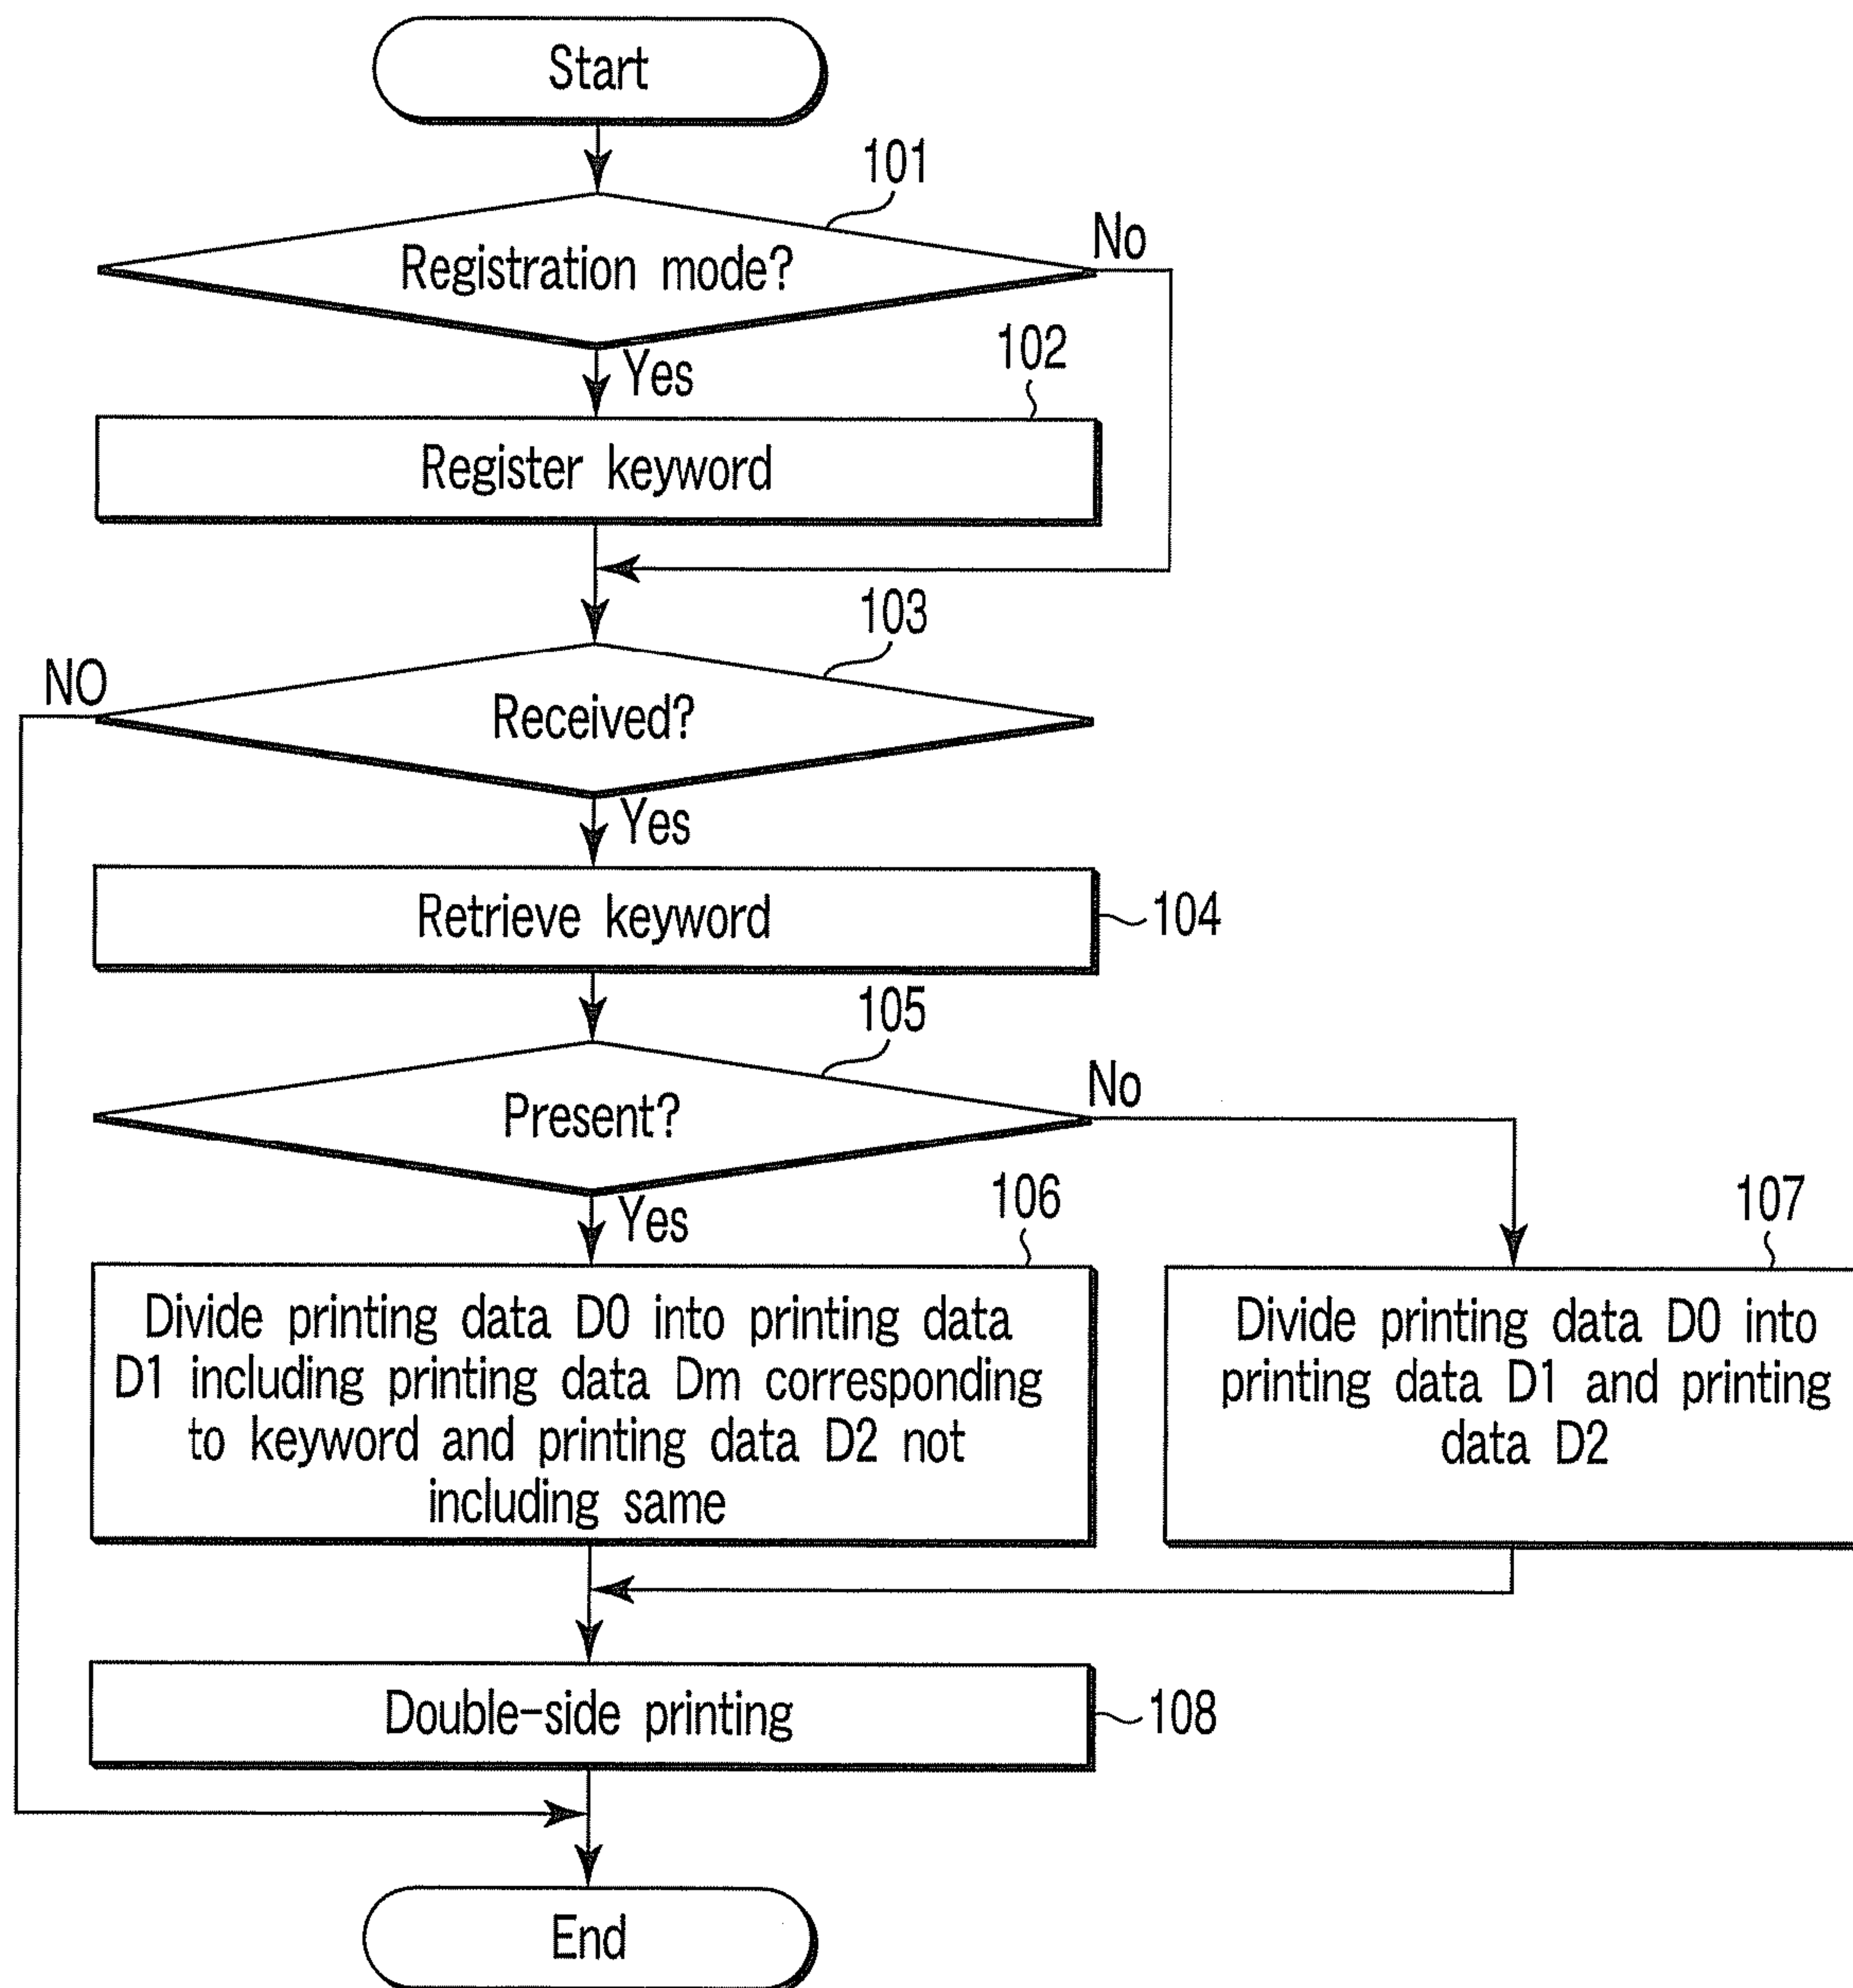 Start
101
Registration mode?
No
102
Yes
Register keyword
103
NO
Received?
Yes
Retrieve keyword
104
105
Present?
No
106
107
Yes
Divide printing data D0 into printing data
D1 including printing data Dm corresponding
to keyword and printing data D2 not
including same
Divide printing data D0 into
printing data D1 and printing
data D2
Double-side printing
108
End